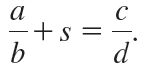 a/b + s = c/d.